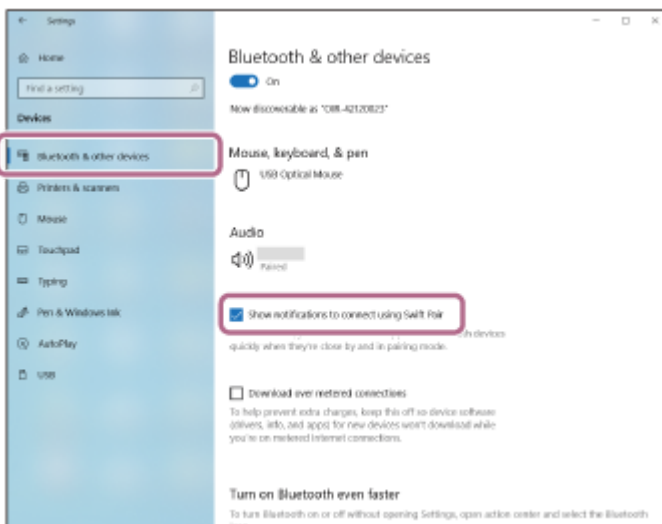 Settings
Home
Find a setting
Devices
Bluetooth & other devices
Printers & scanners
Mouse
Touchpad
Typing
Pen & Windows Ink
AutoPlay
USB
Bluetooth & other devices
On
Now discoverable as
Mouse, keyboard, & pen
USB Optical Mouse
Audio
Paired
Show notifications to connect using Swift Pair
devices
quickly when they're close by and in pairing mode.
Download over metered connections
To help prevent extra charges, keep this off so device software
(drivers, info, and apps) for new devices won't download while
you're on metered Internet connections.
Turn on Bluetooth even faster
To turn Bluetooth on or off without opening Settings, open action center and select the Bluetooth